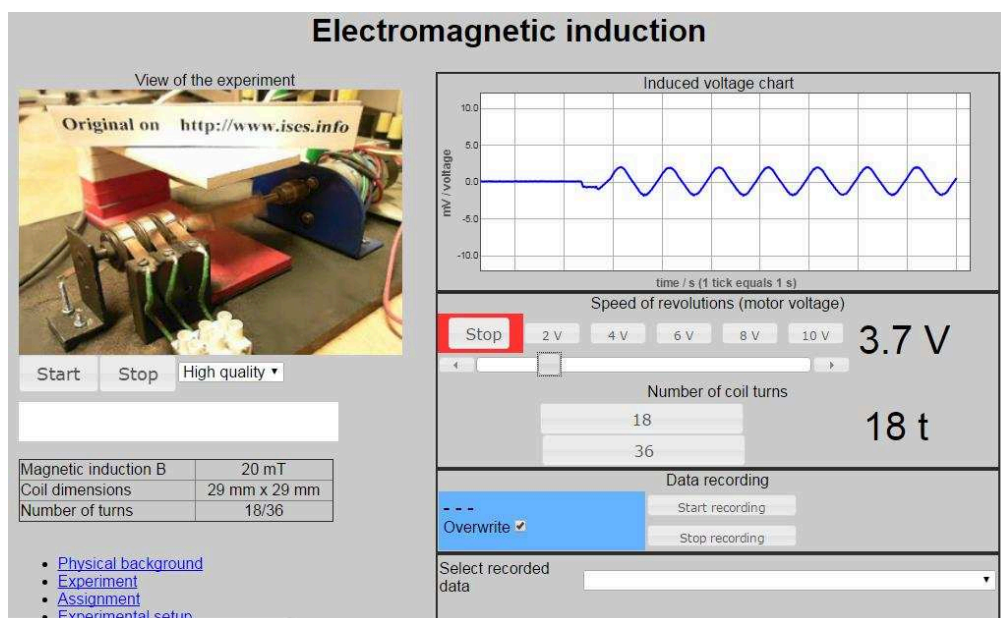 Electromagnetic induction
View of the experiment
Original on http://www.ises.info
Start Stop High quality
Magnetic induction B 20 mT
Coil dimensions 29 mm x 29 mm
Number of turns 18/36
Physical background
Experiment
Assignment
Experimental setup
Induced voltage chart
10.0
5.0
0.0
-5.0
-10.0
mV / voltage
time / s (1 tick equals 1 s)
Speed of revolutions (motor voltage)
Stop 2 V 4 V 6 V 8 V 10 V 3.7 V
Number of coil turns
18
36
18 t
Data recording
- - -
Overwrite
Start recording
Stop recording
Select recorded
data